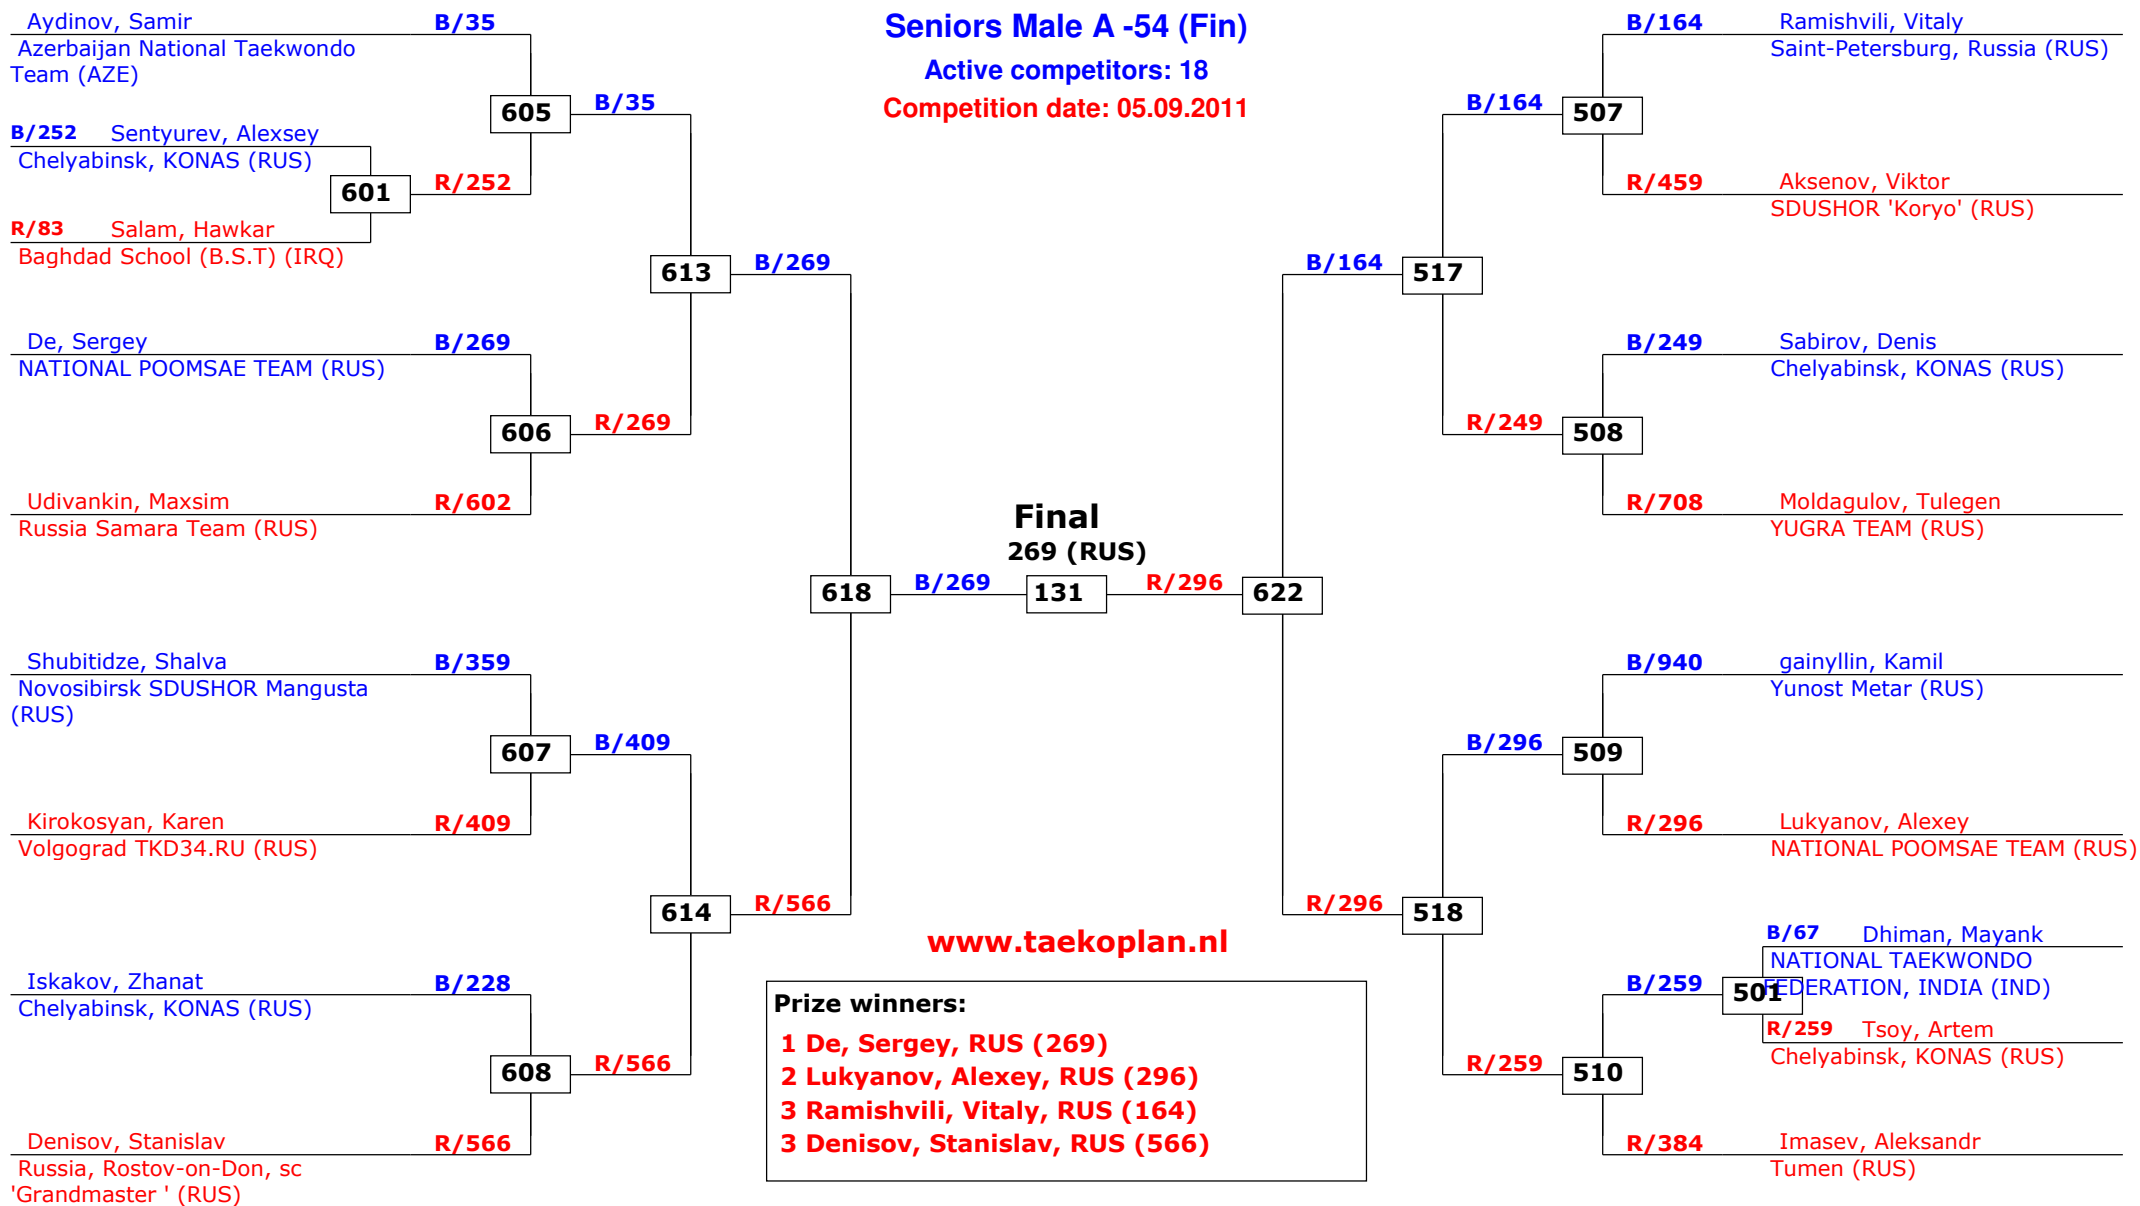 Seniors Male A -54 (Fin)
Active competitors: 18
Competition date: 05.09.2011
Aydinov, Samir
B/35
Azerbaijan National Taekwondo
Team (AZE)
605
B/35
B/252 Sentyurev, Alexsey
Chelyabinsk, KONAS (RUS)
601
R/252
R/83 Salam, Hawkar
Baghdad School (B.S.T) (IRQ)
613
B/269
De, Sergey
B/269
NATIONAL POOMSAE TEAM (RUS)
606
R/269
Udivankin, Maxsim
R/602
Russia Samara Team (RUS)
618
B/269
Shubitidze, Shalva
B/359
Novosibirsk SDUSHOR Mangusta
(RUS)
607
B/409
Kirokosyan, Karen
R/409
Volgograd TKD34.RU (RUS)
614
R/566
Iskakov, Zhanat
B/228
Chelyabinsk, KONAS (RUS)
608
R/566
Denisov, Stanislav
R/566
Russia, Rostov-on-Don, sc
'Grandmaster ' (RUS)
Final
269 (RUS)
131
R/296
622
B/164
Ramishvili, Vitaly
Saint-Petersburg, Russia (RUS)
B/164
507
R/459
Aksenov, Viktor
SDUSHOR 'Koryo' (RUS)
B/164
517
B/249
Sabirov, Denis
Chelyabinsk, KONAS (RUS)
R/249
508
R/708
Moldagulov, Tulegen
YUGRA TEAM (RUS)
B/940
gainyllin, Kamil
Yunost Metar (RUS)
B/296
509
R/296
Lukyanov, Alexey
NATIONAL POOMSAE TEAM (RUS)
R/296
518
B/67 Dhiman, Mayank
NATIONAL TAEKWONDO
FEDERATION, INDIA (IND)
B/259
501
R/259 Tsoy, Artem
Chelyabinsk, KONAS (RUS)
R/259
510
R/384
Imasev, Aleksandr
Tumen (RUS)
www.taekoplan.nl
Prize winners:
1 De, Sergey, RUS (269)
2 Lukyanov, Alexey, RUS (296)
3 Ramishvili, Vitaly, RUS (164)
3 Denisov, Stanislav, RUS (566)